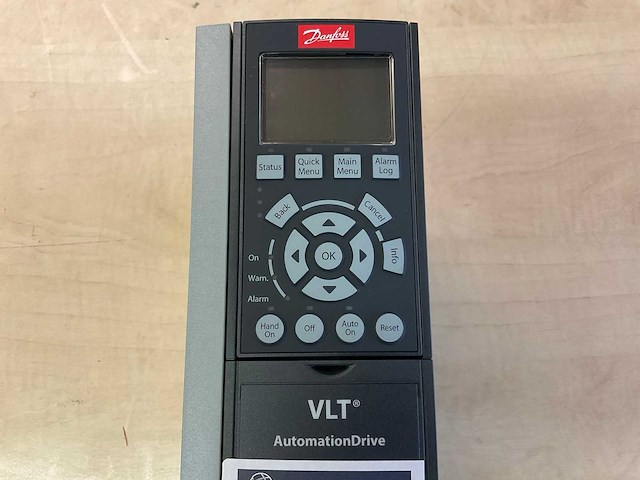 Danfoss
Status
Quick
Menu
Main
Menu
Alarm
Log
Back
Cancel
OK
Info
On
Warn.
Alarm
Hand
On
Off
Auto
On
Reset
VLT®
AutomationDrive